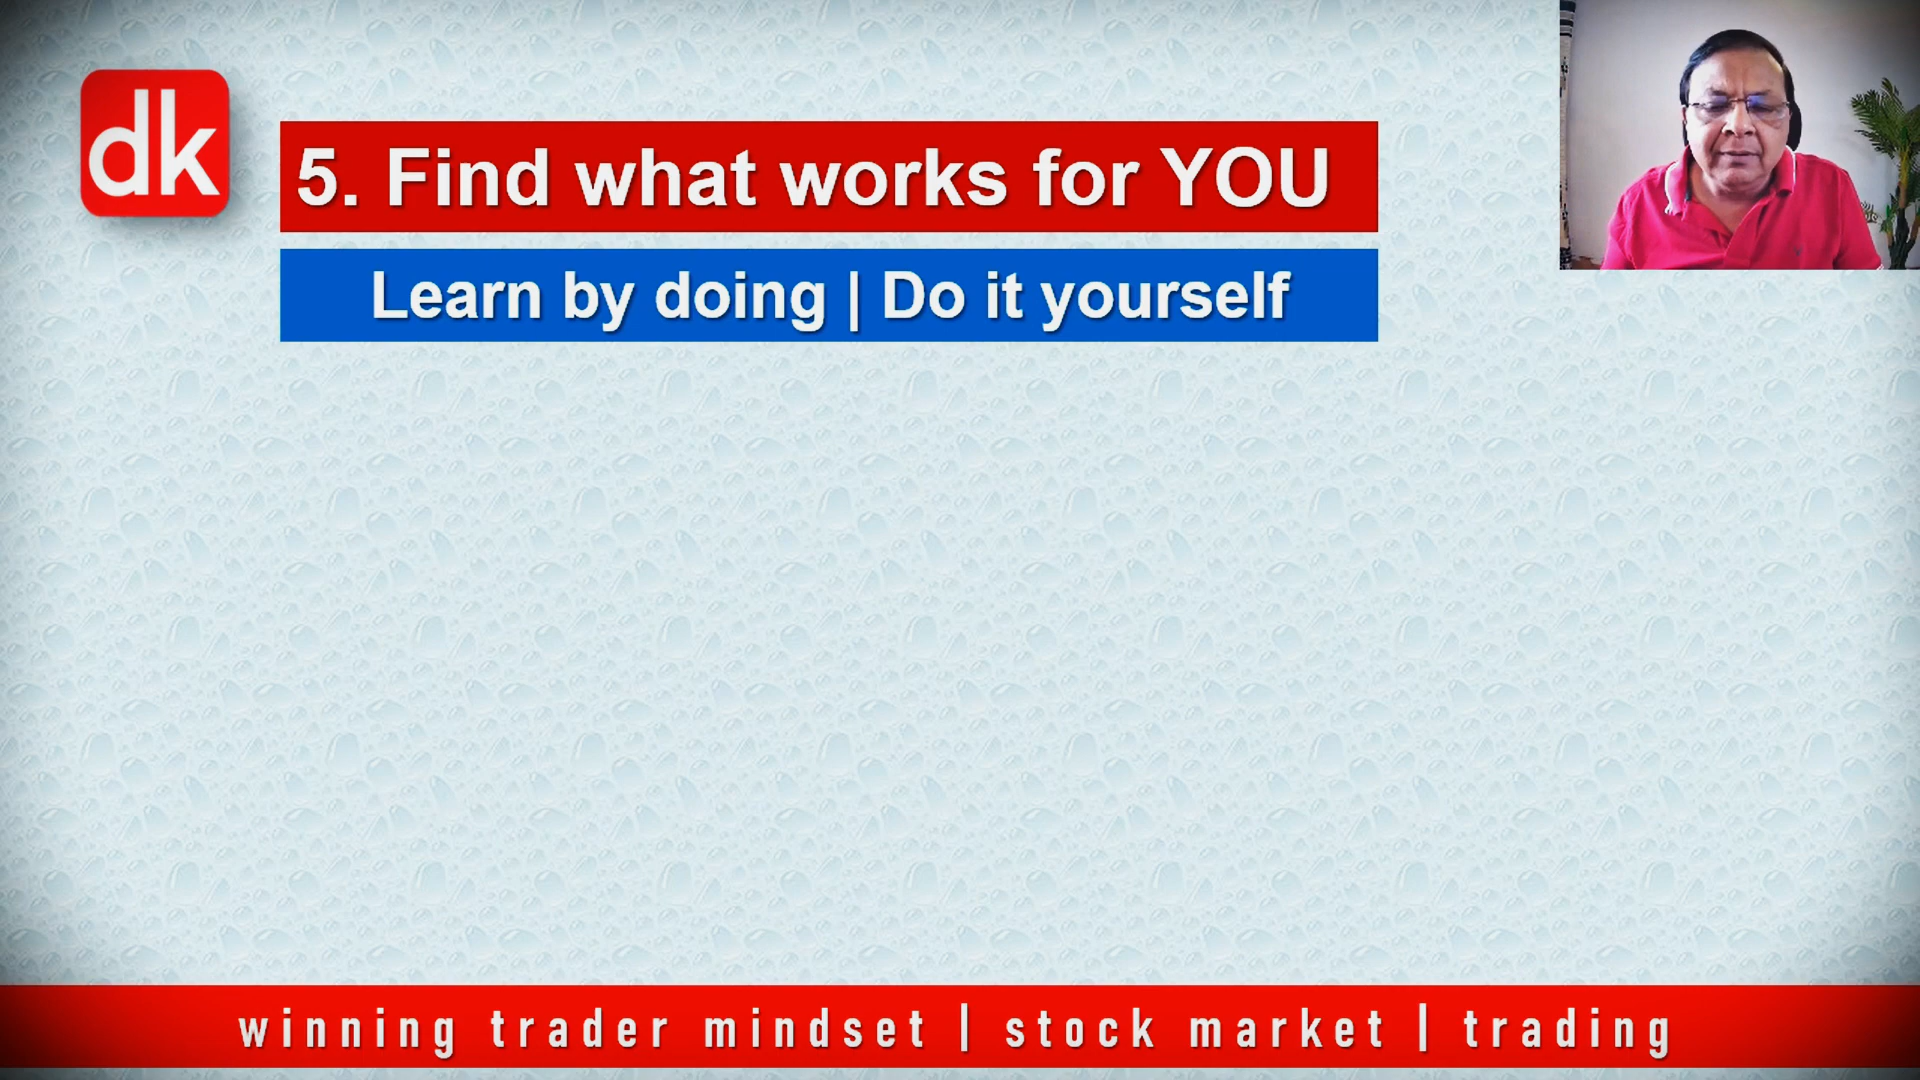 dk
5. Find what works for YOU
Learn by doing | Do it yourself
winning trader mindset | stock market | trading